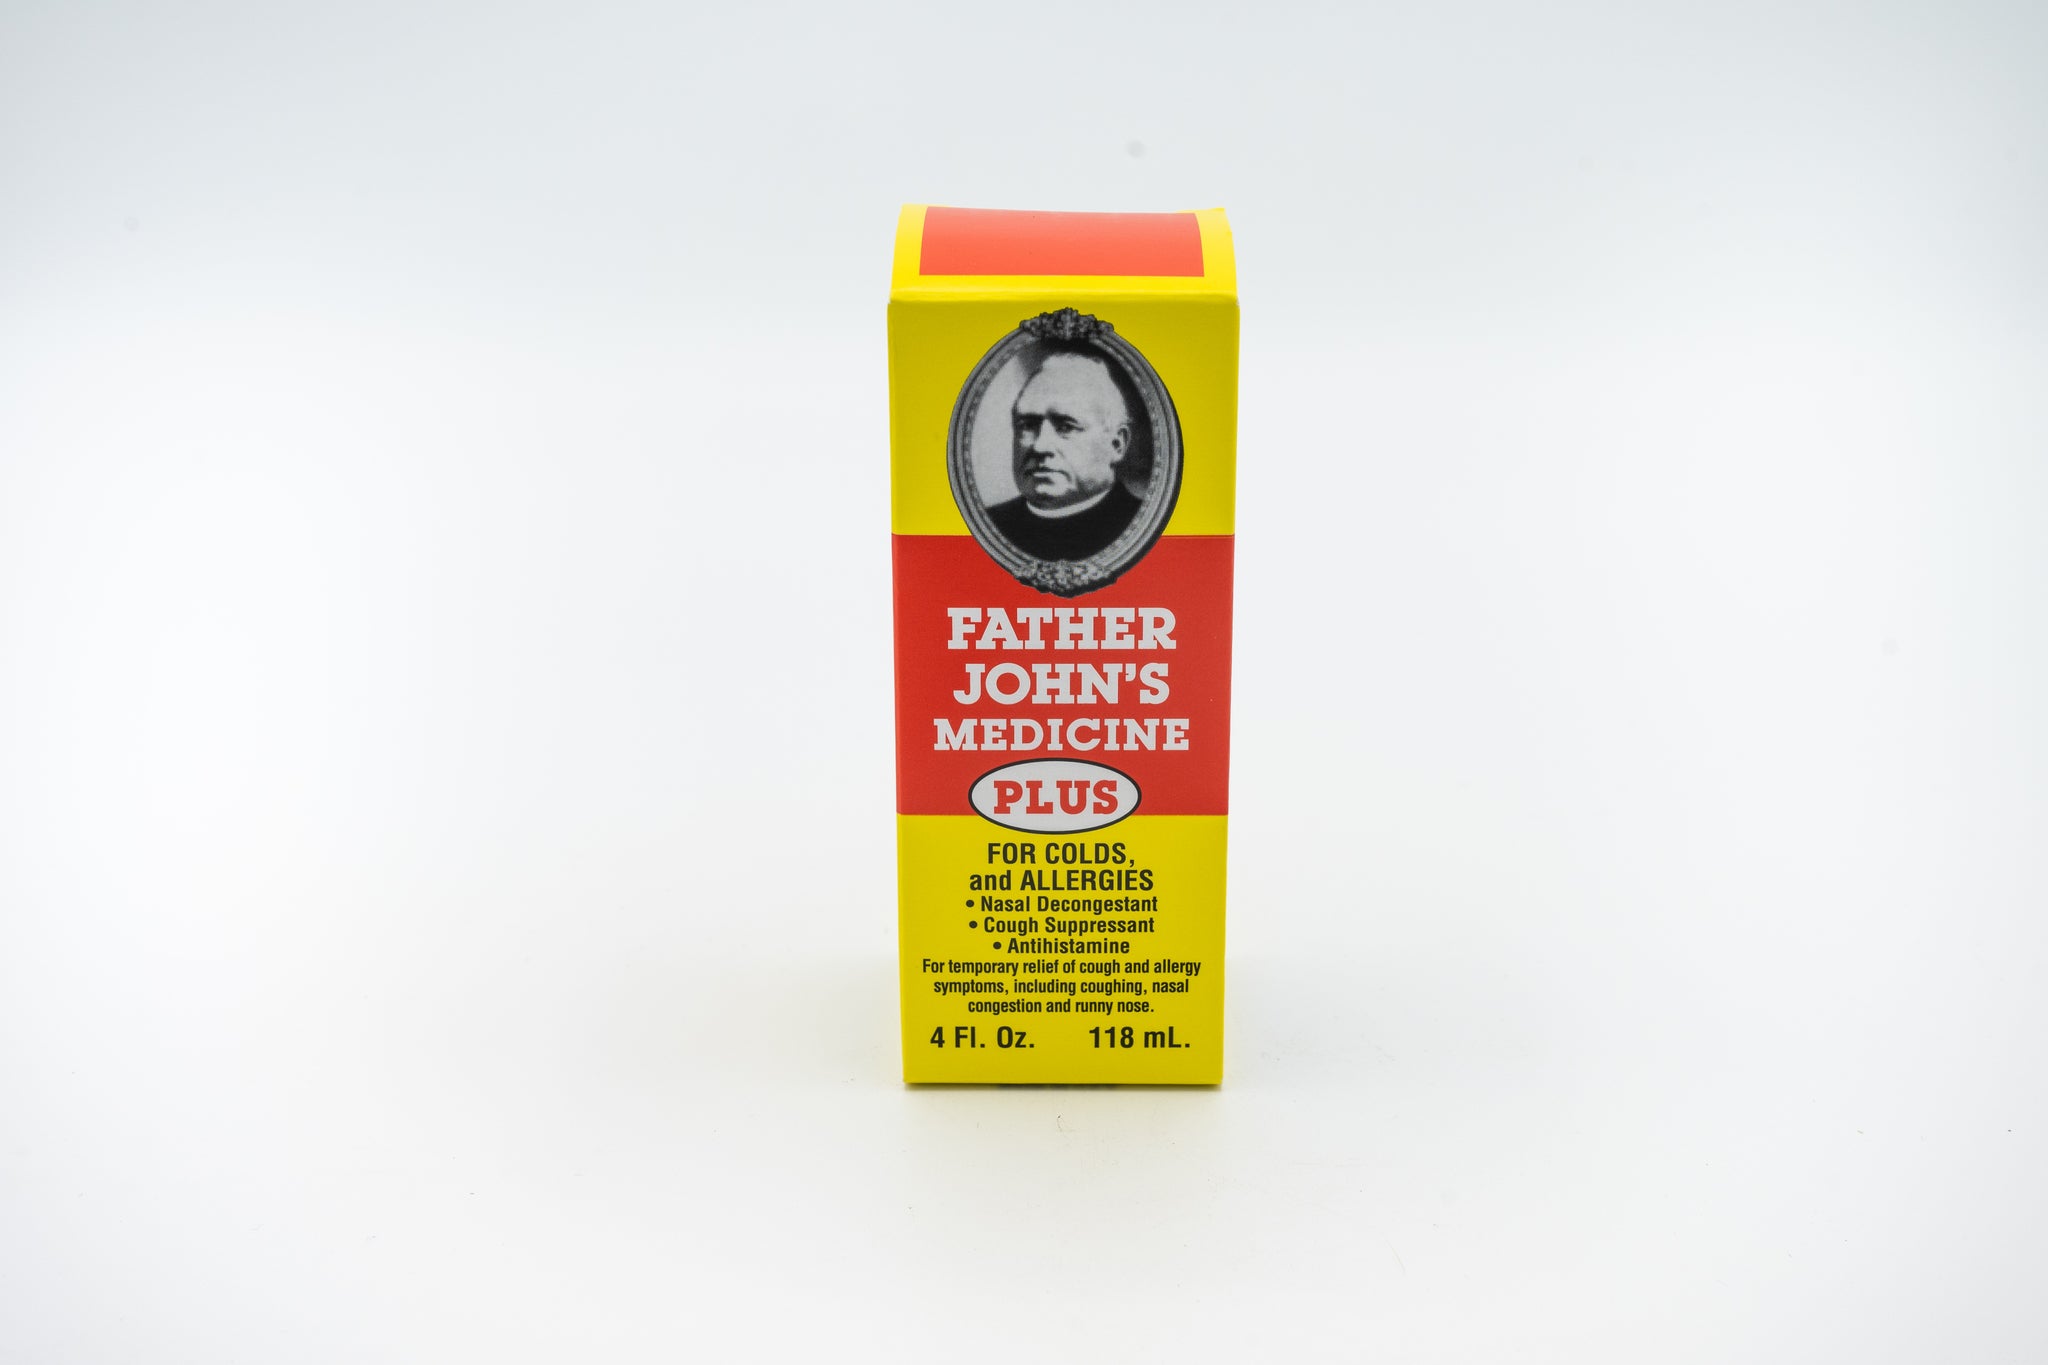 FATHER
JOHN'S
MEDICINE
PLUS
FOR COLDS,
and ALLERGIES
• Nasal Decongestant
• Cough Suppressant
• Antihistamine
For temporary relief of cough and allergy
symptoms, including coughing, nasal
congestion and runny nose.
4 Fl. Oz. 118 mL.